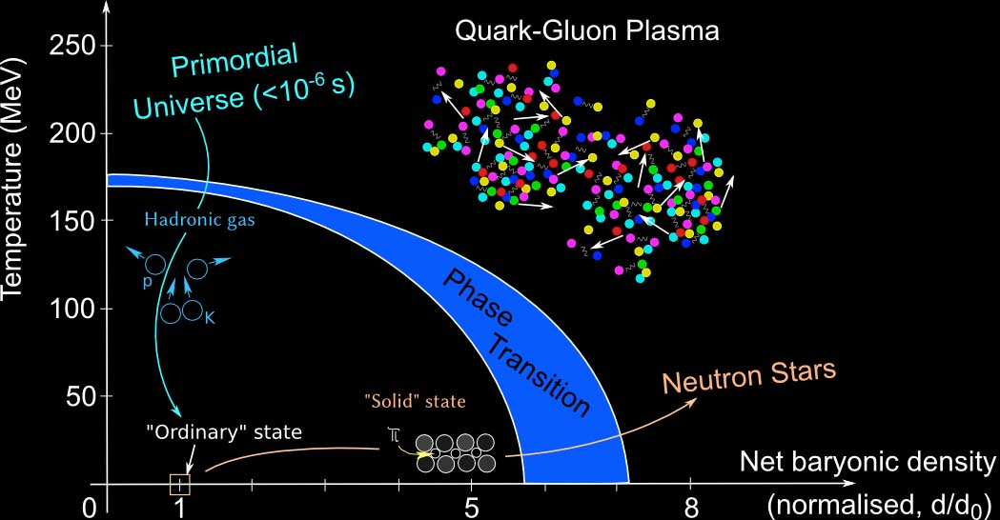 Quark-Gluon Plasma
250
Primordial
Universe (<10⁻⁶ s)
200
Temperature (MeV)
150
Hadronic gas
p
K
100
Phase
Transition
50
"Solid" state
π
Neutron Stars
"Ordinary" state
Net baryonic density
(normalised, d/d₀)
0
1
5
8